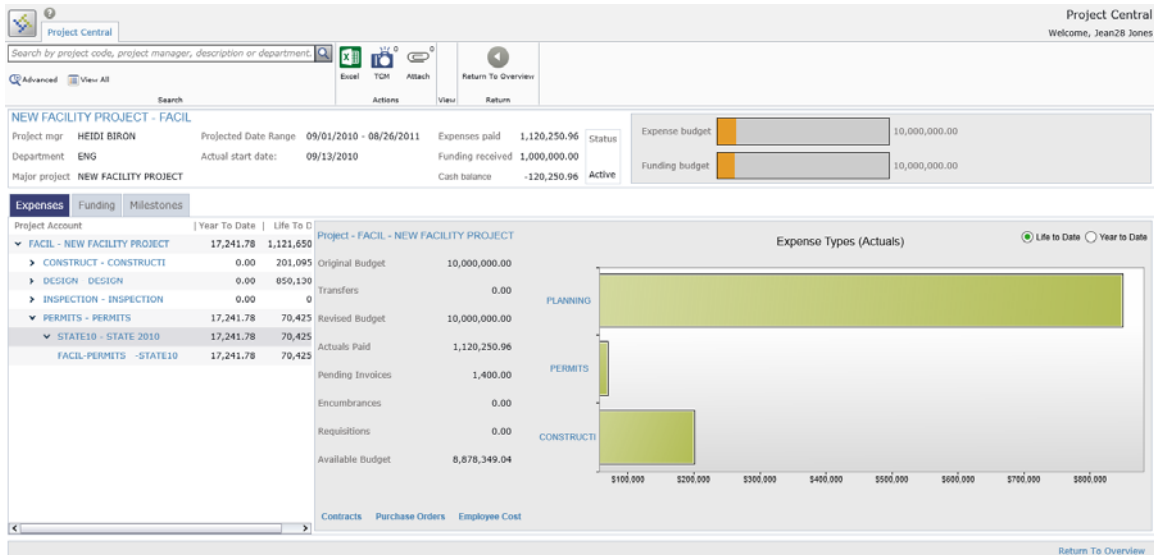 Project Central
Project Central
Welcome, Jean28 Jones
Search by project code, project manager, description or department.
Advanced View All
Search
Excel
0
TCM
0
Attach
Actions
View
Return To Overview
Return
NEW FACILITY PROJECT - FACIL
Project mgr HEIDI BIRON Projected Date Range 09/01/2010 - 08/26/2011 Expenses paid 1,120,250.96 Status
Department ENG Actual start date: 09/13/2010 Funding received 1,000,000.00
Major project NEW FACILITY PROJECT Cash balance -120,250.96 Active
Expense budget 10,000,000.00
Funding budget 10,000,000.00
Expenses Funding Milestones
Project Account | Year To Date | Life To D
FACIL - NEW FACILITY PROJECT 17,241.78 1,121,650
CONSTRUCT - CONSTRUCTI 0.00 201,095
DESIGN DESIGN 0.00 850,130
INSPECTION - INSPECTION 0.00 0
PERMITS - PERMITS 17,241.78 70,425
STATE10 - STATE 2010 17,241.78 70,425
FACIL-PERMITS -STATE10 17,241.78 70,425
Project - FACIL - NEW FACILITY PROJECT
Original Budget 10,000,000.00
Transfers 0.00
Revised Budget 10,000,000.00
Actuals Paid 1,120,250.96
Pending Invoices 1,400.00
Encumbrances 0.00
Requisitions 0.00
Available Budget 8,878,349.04
Contracts Purchase Orders Employee Cost
Expense Types (Actuals)
Life to Date Year to Date
PLANNING
PERMITS
CONSTRUCTI
$100,000 $200,000 $300,000 $400,000 $500,000 $600,000 $700,000 $800,000
Return To Overview